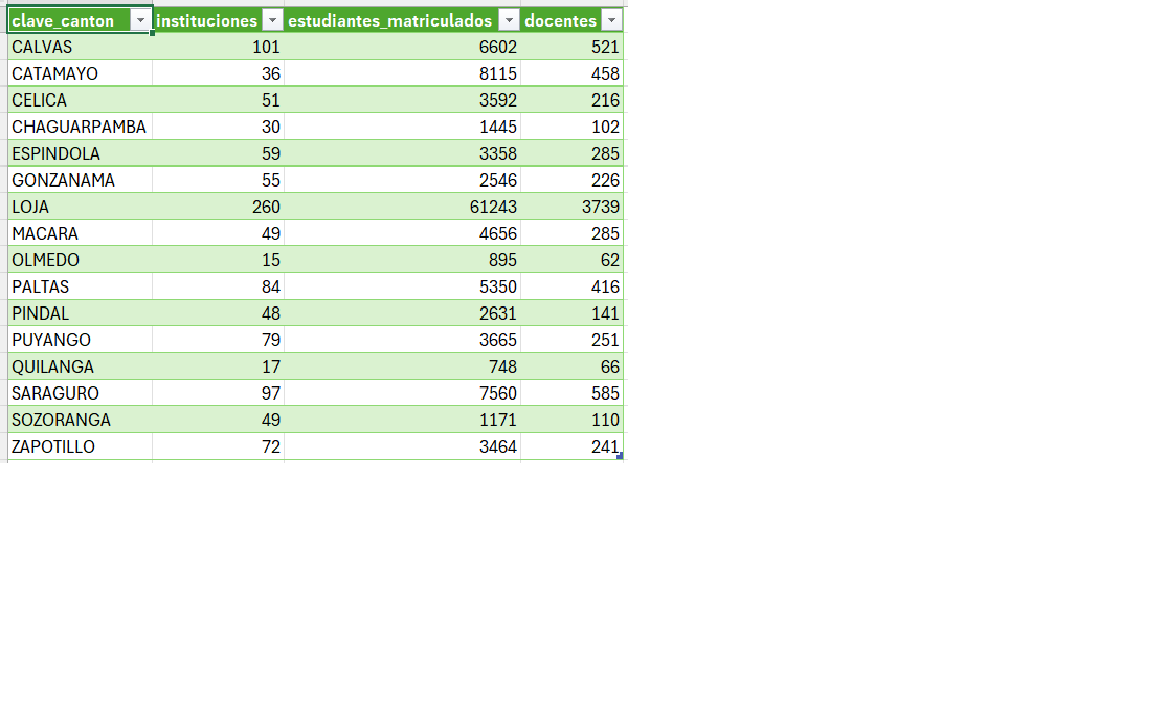 clave_canton instituciones estudiantes_matriculados docentes
CALVAS 101 6602 521
CATAMAYO 36 8115 458
CELICA 51 3592 216
CHAGUARPAMBA 30 1445 102
ESPINDOLA 59 3358 285
GONZANAMA 55 2546 226
LOJA 260 61243 3739
MACARA 49 4656 285
OLMEDO 15 895 62
PALTAS 84 5350 416
PINDAL 48 2631 141
PUYANGO 79 3665 251
QUILANGA 17 748 66
SARAGURO 97 7560 585
SOZORANGA 49 1171 110
ZAPOTILLO 72 3464 241